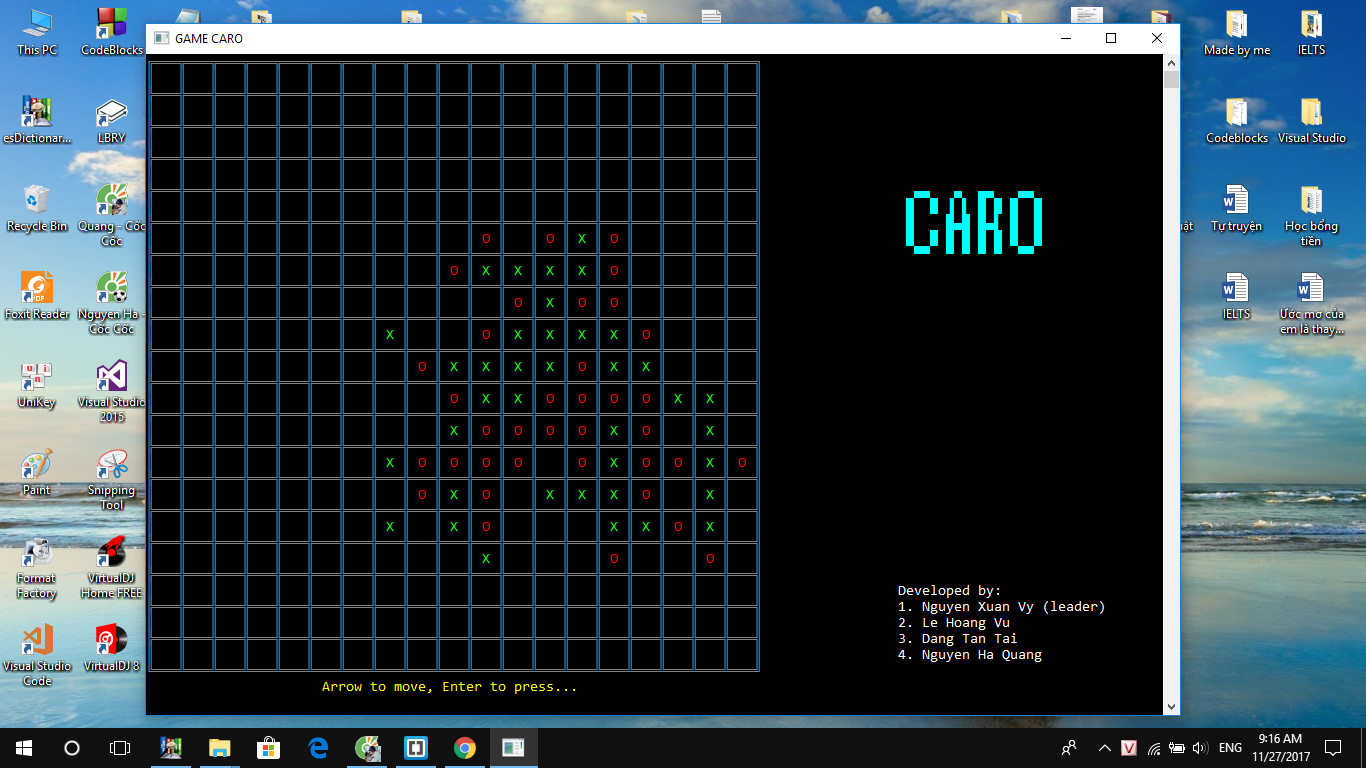 GAME CARO
This PC
CodeBlocks
Made by me
IELTS
esDictionar...
LBRY
Codeblocks
Visual Studio
Recycle Bin
Quang - Cốc
Cốc
Tự truyện
Học bổng
tiền
Foxit Reader
Nguyen Ha -
Cốc Cốc
IELTS
Ước mơ của
em là thay...
UniKey
Visual Studio
2015
Paint
Snipping
Tool
Format
Factory
VirtualDJ
Home FREE
Visual Studio
Code
VirtualDJ 8
CARO
O O X O
O X X X X O
O X O O
X O X X X X O
O X X X X O X X
O X X O O O O X X
X O O O O X O X
X O O O O O X O O X O
O X O X X X O X
X X O X X O X
X O O
Developed by:
1. Nguyen Xuan Vy (leader)
2. Le Hoang Vu
3. Dang Tan Tai
4. Nguyen Ha Quang
Arrow to move, Enter to press...
ENG
9:16 AM
11/27/2017